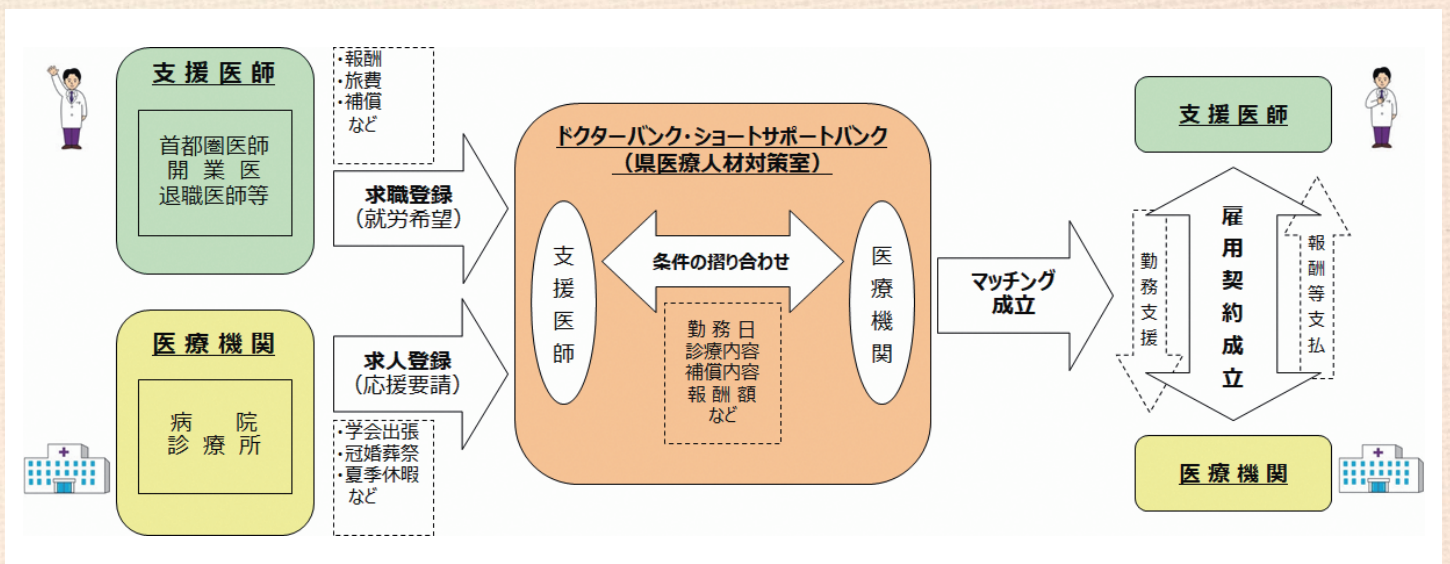 支援医師
首都圏医師
開業医
退職医師等
・報酬
・旅費
・補償
など
求職登録
（就労希望）
医療機関
病院
診療所
求人登録
（応援要請）
・学会出張
・冠婚葬祭
・夏季休暇
など
ドクターバンク・ショートサポートバンク
（県医療人材対策室）
支援医師
条件の摺り合わせ
勤務日
診療内容
補償内容
報酬額
など
医療機関
マッチング
成立
支援医師
勤務支援
雇用契約成立
報酬等支払
医療機関